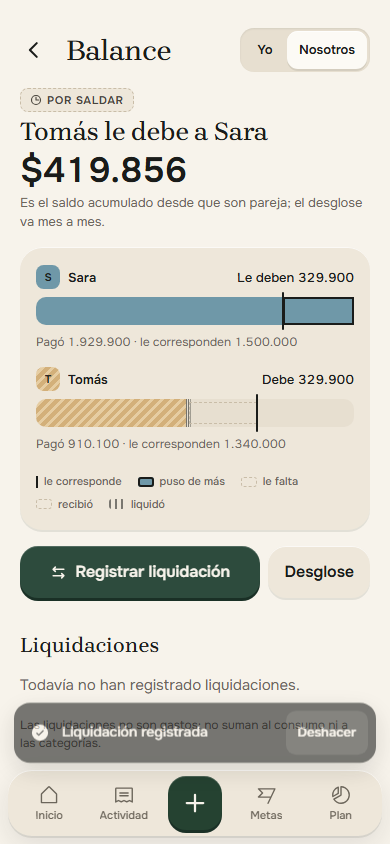 Balance
Yo
Nosotros
POR SALDAR
Tomás le debe a Sara
$419.856
Es el saldo acumulado desde que son pareja; el desglose
va mes a mes.
S
Sara
Le deben 329.900
Pagó 1.929.900 · le corresponden 1.500.000
T
Tomás
Debe 329.900
Pagó 910.100 · le corresponden 1.340.000
le corresponde
puso de más
le falta
recibió
liquidó
Registrar liquidación
Desglose
Liquidaciones
Todavía no han registrado liquidaciones.
Las liquidaciones no son gastos: no suman al consumo ni a
las categorías.
Liquidación registrada
Deshacer
Inicio
Actividad
Metas
Plan